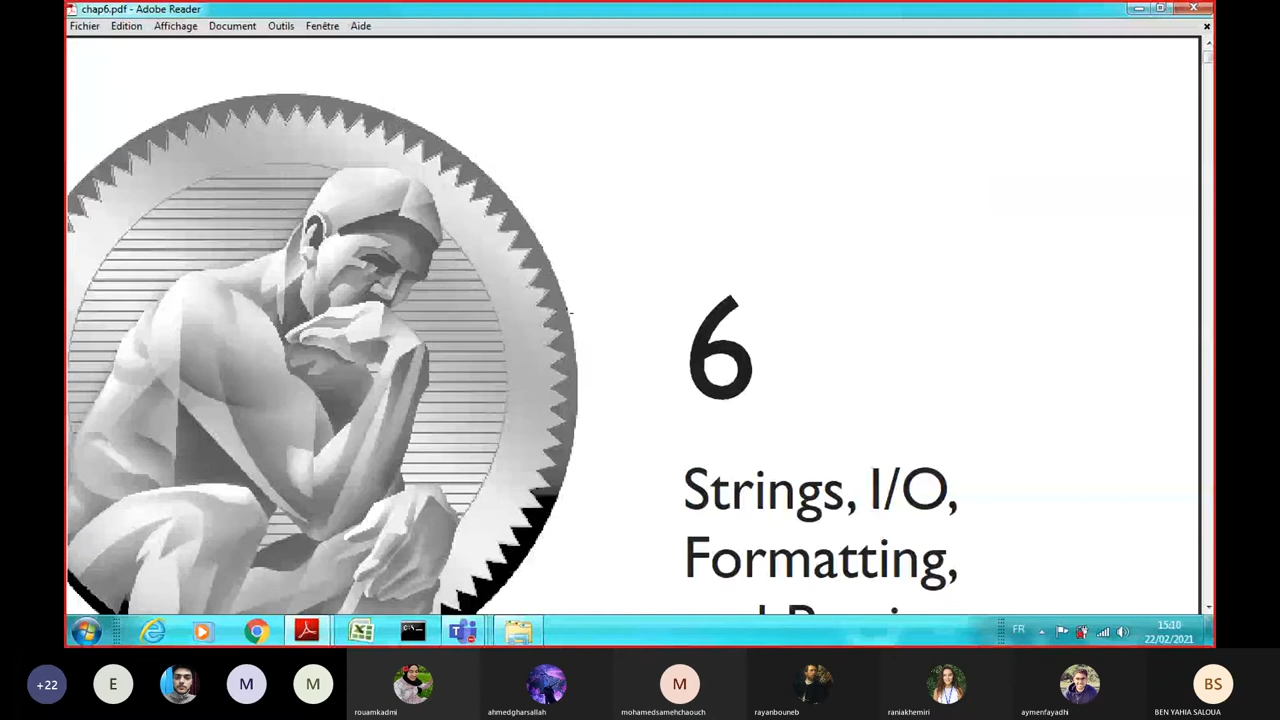 chap6.pdf - Adobe Reader
Fichier Edition Affichage Document Outils Fenêtre Aide
6
Strings, I/O,
Formatting,
FR
15:10
22/02/2021
+22
E
M
M
M
BS
rouamkadmi
ahmedgharsallah
mohamedsamehchaouch
rayanbouneb
raniakhemiri
aymenfayadhi
BEN YAHIA SALOUA